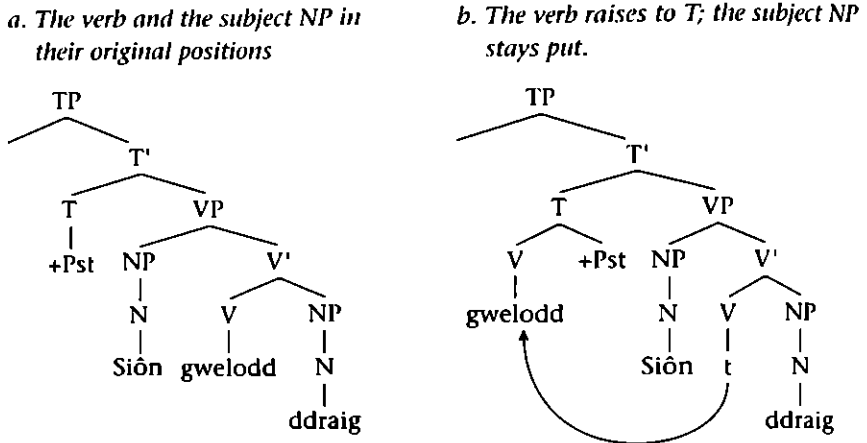 a. The verb and the subject NP in
their original positions
b. The verb raises to T; the subject NP
stays put.
TP
T'
T VP
+Pst NP V'
N V NP
Siôn gwelodd N
ddraig
TP
T'
T VP
V +Pst NP V'
gwelodd N V NP
Siôn t N
ddraig